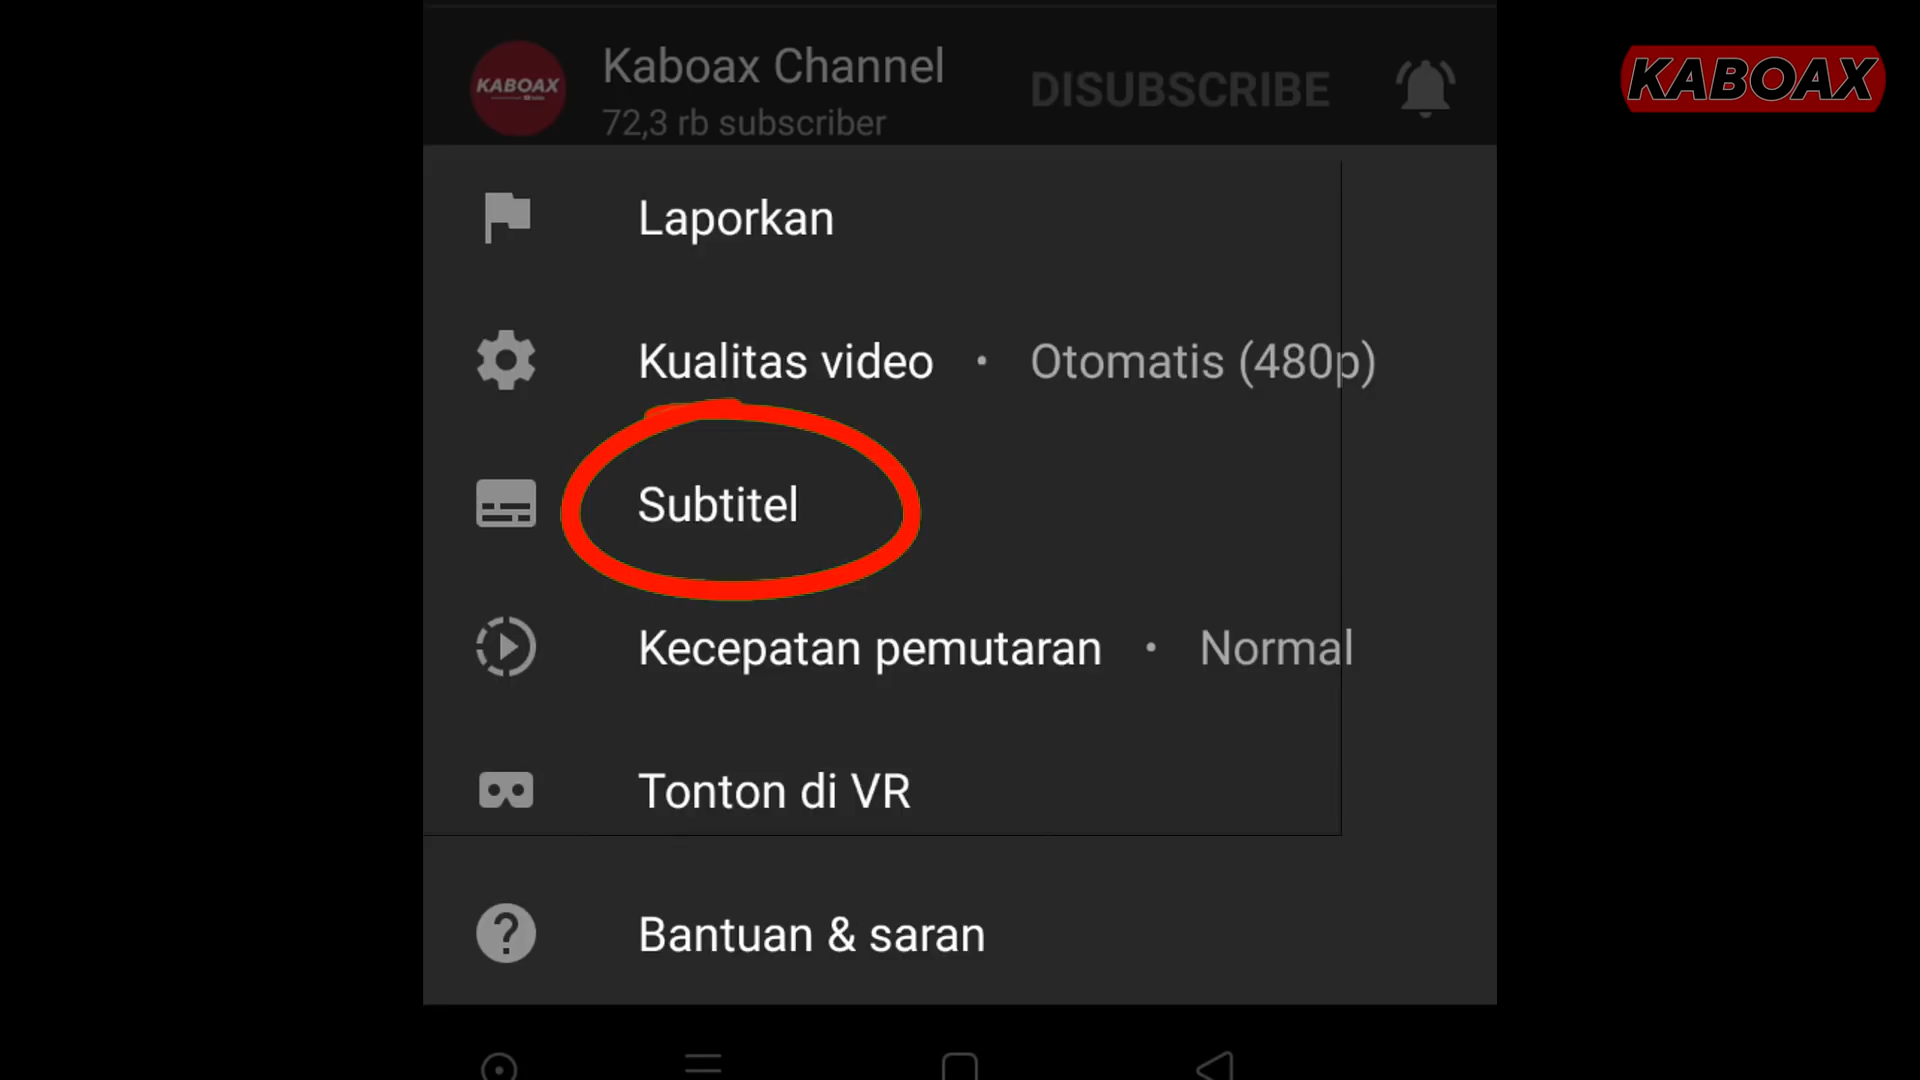 KABOAX
Kaboax Channel
72,3 rb subscriber
DISUBSCRIBE
KABOAX
Laporkan
Kualitas video • Otomatis (480p)
Subtitel
Kecepatan pemutaran • Normal
Tonton di VR
Bantuan & saran